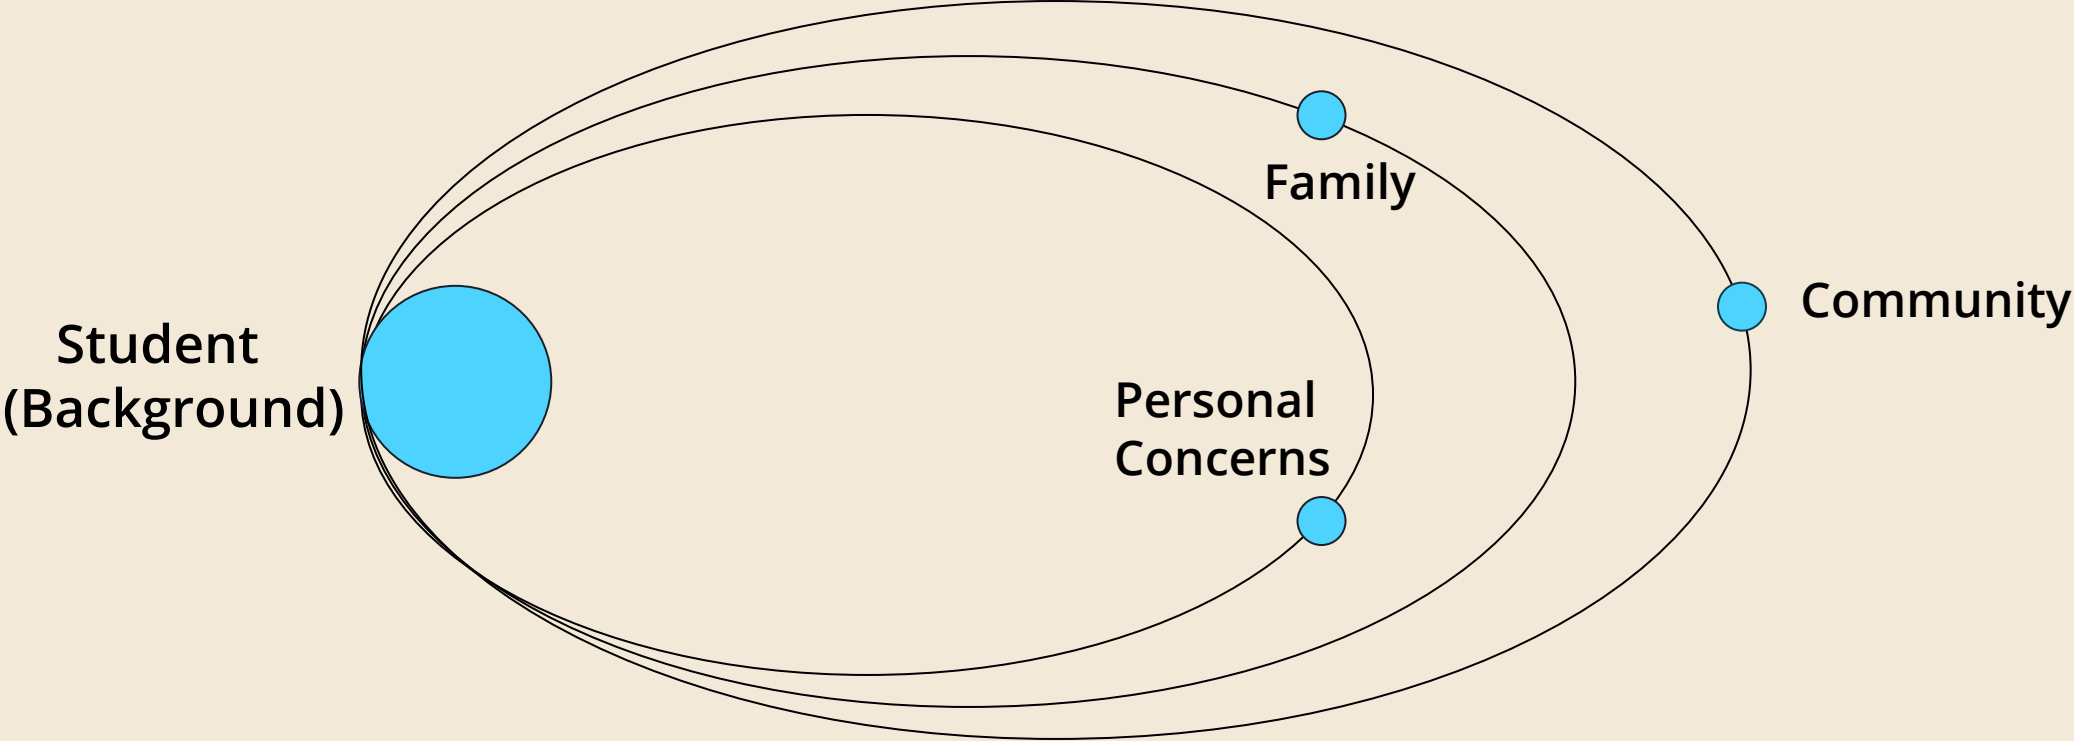 Student
(Background)
Family
Community
Personal
Concerns